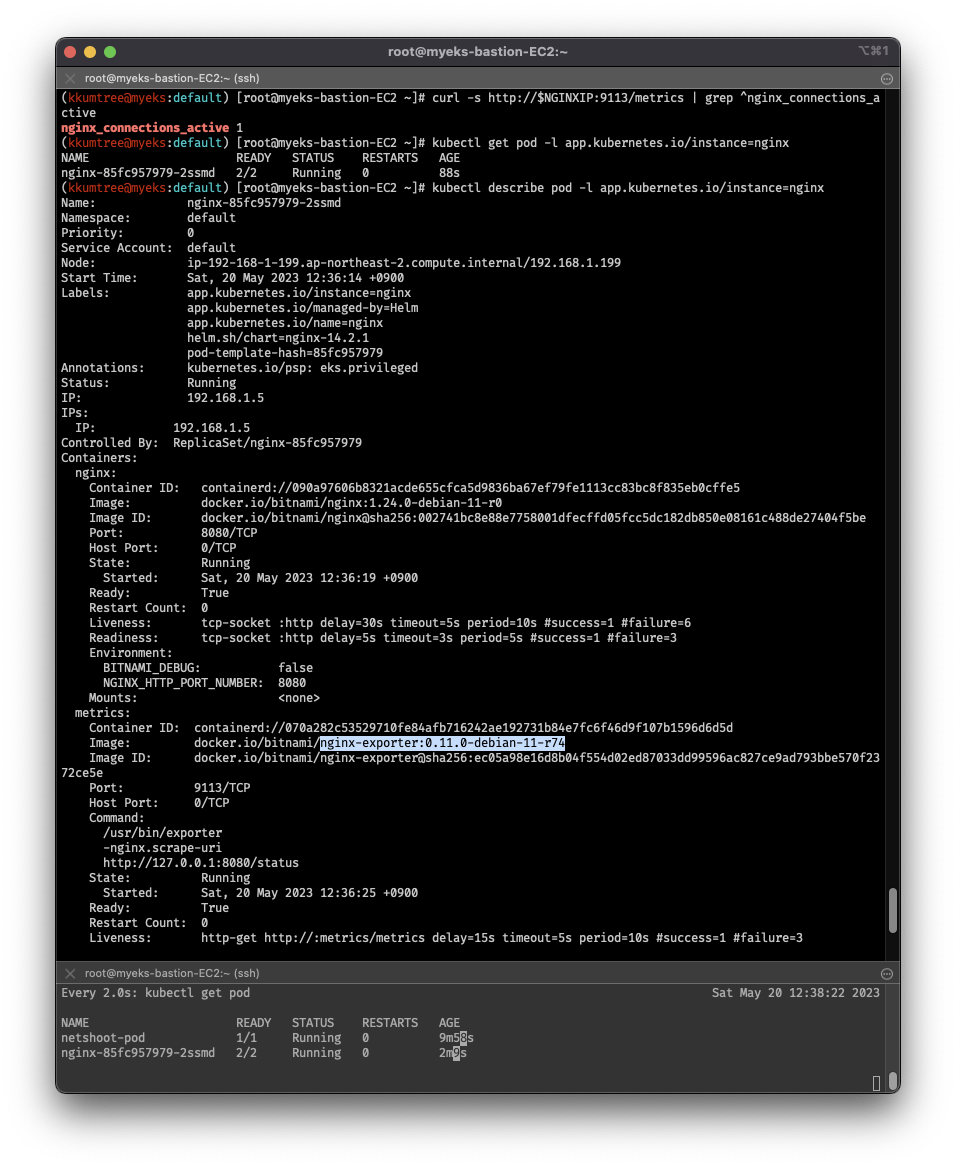 root@myeks-bastion-EC2:~
⌥⌘1
root@myeks-bastion-EC2:~ (ssh)
(kkumtree@myeks:default) [root@myeks-bastion-EC2 ~]# curl -s http://$NGINXIP:9113/metrics | grep ^nginx_connections_a
ctive
nginx_connections_active 1
(kkumtree@myeks:default) [root@myeks-bastion-EC2 ~]# kubectl get pod -l app.kubernetes.io/instance=nginx
NAME                     READY   STATUS    RESTARTS   AGE
nginx-85fc957979-2ssmd   2/2     Running   0          88s
(kkumtree@myeks:default) [root@myeks-bastion-EC2 ~]# kubectl describe pod -l app.kubernetes.io/instance=nginx
Name:             nginx-85fc957979-2ssmd
Namespace:        default
Priority:         0
Service Account:  default
Node:             ip-192-168-1-199.ap-northeast-2.compute.internal/192.168.1.199
Start Time:       Sat, 20 May 2023 12:36:14 +0900
Labels:           app.kubernetes.io/instance=nginx
                  app.kubernetes.io/managed-by=Helm
                  app.kubernetes.io/name=nginx
                  helm.sh/chart=nginx-14.2.1
                  pod-template-hash=85fc957979
Annotations:      kubernetes.io/psp: eks.privileged
Status:           Running
IP:               192.168.1.5
IPs:
  IP:           192.168.1.5
Controlled By:  ReplicaSet/nginx-85fc957979
Containers:
  nginx:
    Container ID:   containerd://090a97606b8321acde655cfca5d9836ba67ef79fe1113cc83bc8f835eb0cffe5
    Image:          docker.io/bitnami/nginx:1.24.0-debian-11-r0
    Image ID:       docker.io/bitnami/nginx@sha256:002741bc8e88e7758001dfecffd05fcc5dc182db850e08161c488de27404f5be
    Port:           8080/TCP
    Host Port:      0/TCP
    State:          Running
      Started:      Sat, 20 May 2023 12:36:19 +0900
    Ready:          True
    Restart Count:  0
    Liveness:       tcp-socket :http delay=30s timeout=5s period=10s #success=1 #failure=6
    Readiness:      tcp-socket :http delay=5s timeout=3s period=5s #success=1 #failure=3
    Environment:
      BITNAMI_DEBUG:           false
      NGINX_HTTP_PORT_NUMBER:  8080
    Mounts:                    <none>
  metrics:
    Container ID:  containerd://070a282c53529710fe84afb716242ae192731b84e7fc6f46d9f107b1596d6d5d
    Image:         docker.io/bitnami/nginx-exporter:0.11.0-debian-11-r74
    Image ID:      docker.io/bitnami/nginx-exporter@sha256:ec05a98e16d8b04f554d02ed87033dd99596ac827ce9ad793bbe570f23
72ce5e
    Port:          9113/TCP
    Host Port:     0/TCP
    Command:
      /usr/bin/exporter
      -nginx.scrape-uri
      http://127.0.0.1:8080/status
    State:          Running
      Started:      Sat, 20 May 2023 12:36:25 +0900
    Ready:          True
    Restart Count:  0
    Liveness:       http-get http://:metrics/metrics delay=15s timeout=5s period=10s #success=1 #failure=3
root@myeks-bastion-EC2:~ (ssh)
Every 2.0s: kubectl get pod                    Sat May 20 12:38:22 2023
NAME                     READY   STATUS    RESTARTS   AGE
netshoot-pod             1/1     Running   0          9m58s
nginx-85fc957979-2ssmd   2/2     Running   0          2m9s